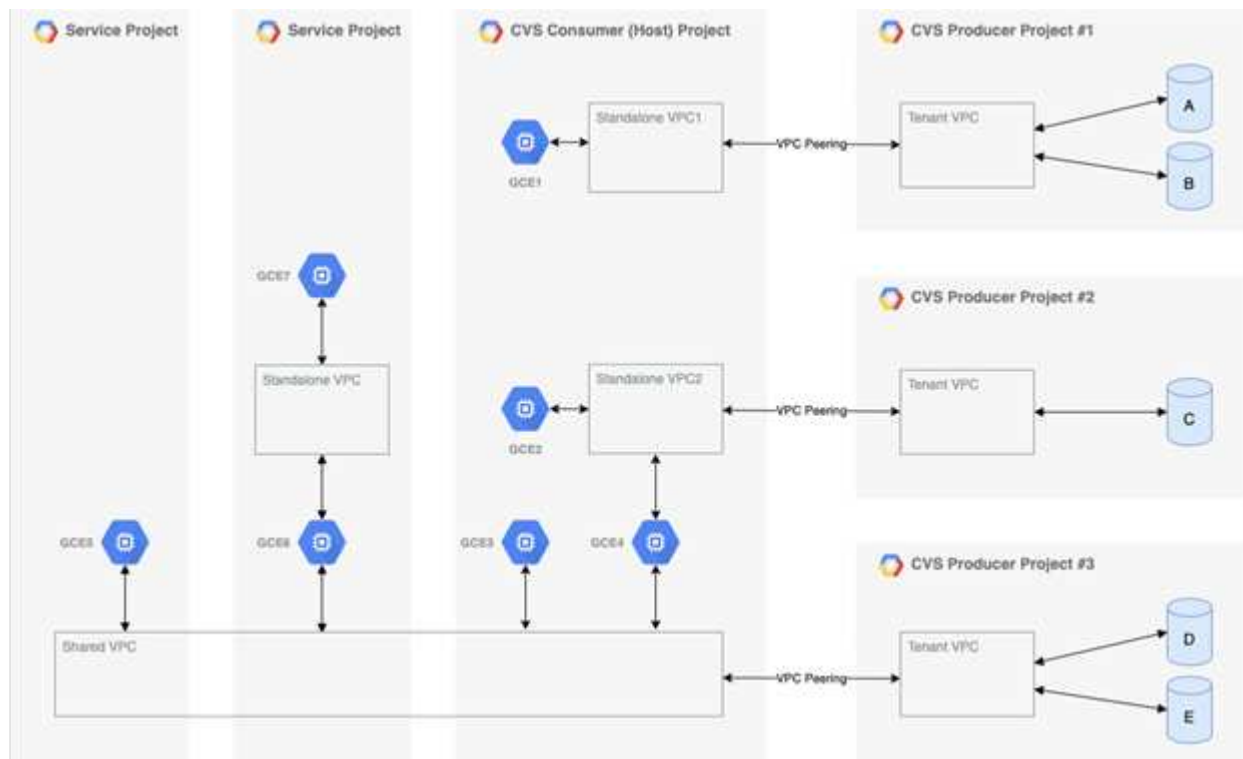 Service Project
Service Project
CVS Consumer (Host) Project
CVS Producer Project #1
Standalone VPC1
Tenant VPC
A
VPC Peering
GCE1
B
GCE7
CVS Producer Project #2
Standalone VPC
Standalone VPC2
Tenant VPC
VPC Peering
C
GCE2
GCE5
GCE6
GCE3
GCE4
CVS Producer Project #3
Shared VPC
Tenant VPC
D
VPC Peering
E